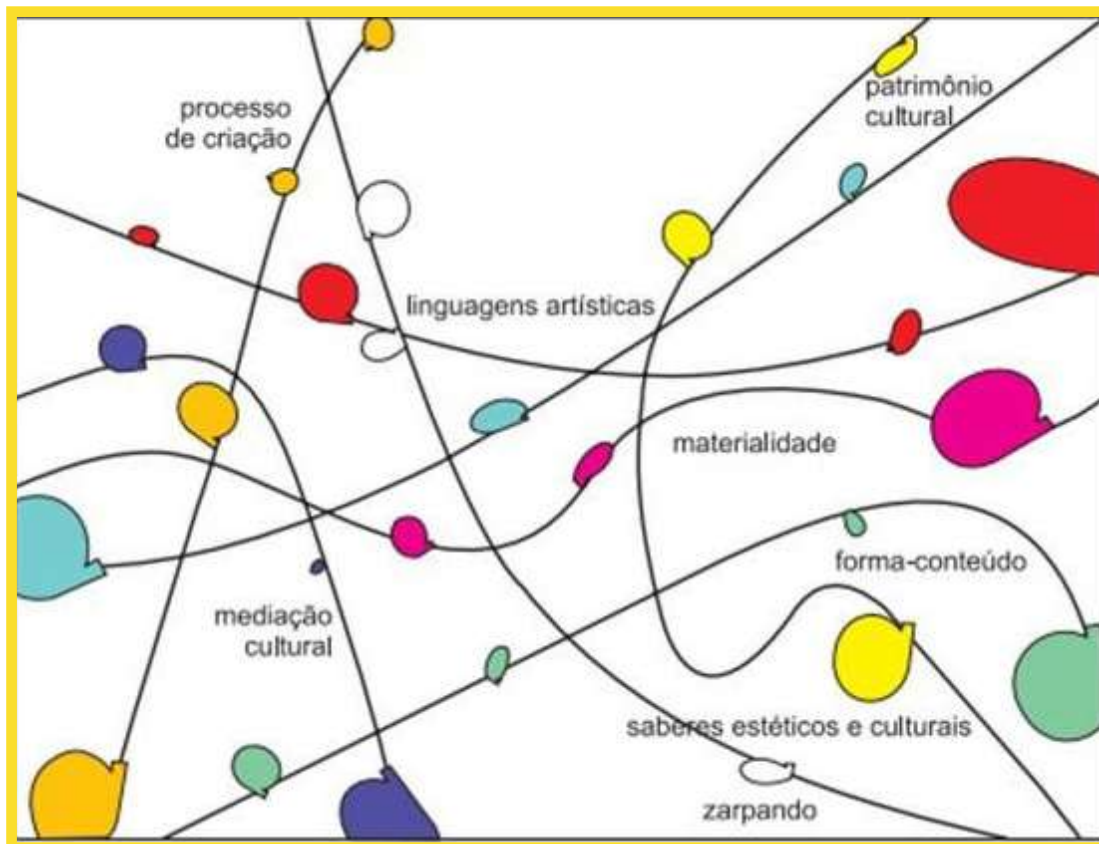 processo
de criação
patrimônio
cultural
linguagens artísticas
materialidade
forma-conteúdo
mediação
cultural
saberes estéticos e culturais
zarpando